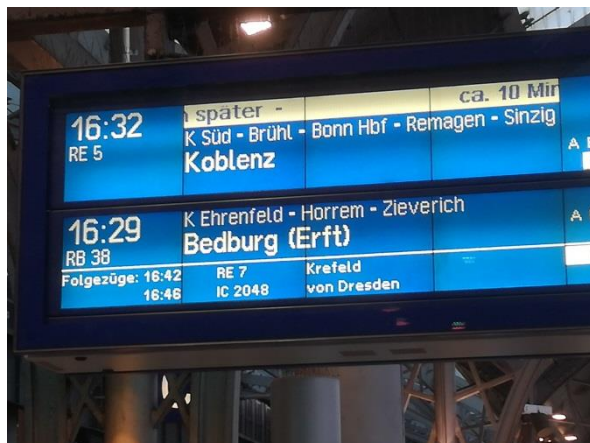 später - ca. 10 Min
16:32 K Süd - Brühl - Bonn Hbf - Remagen - Sinzig
RE 5 Koblenz
A
16:29 K Ehrenfeld - Horrem - Zieverich
RB 38 Bedburg (Erft)
A
Folgezüge: 16:42 RE 7 Krefeld
16:46 IC 2048 von Dresden